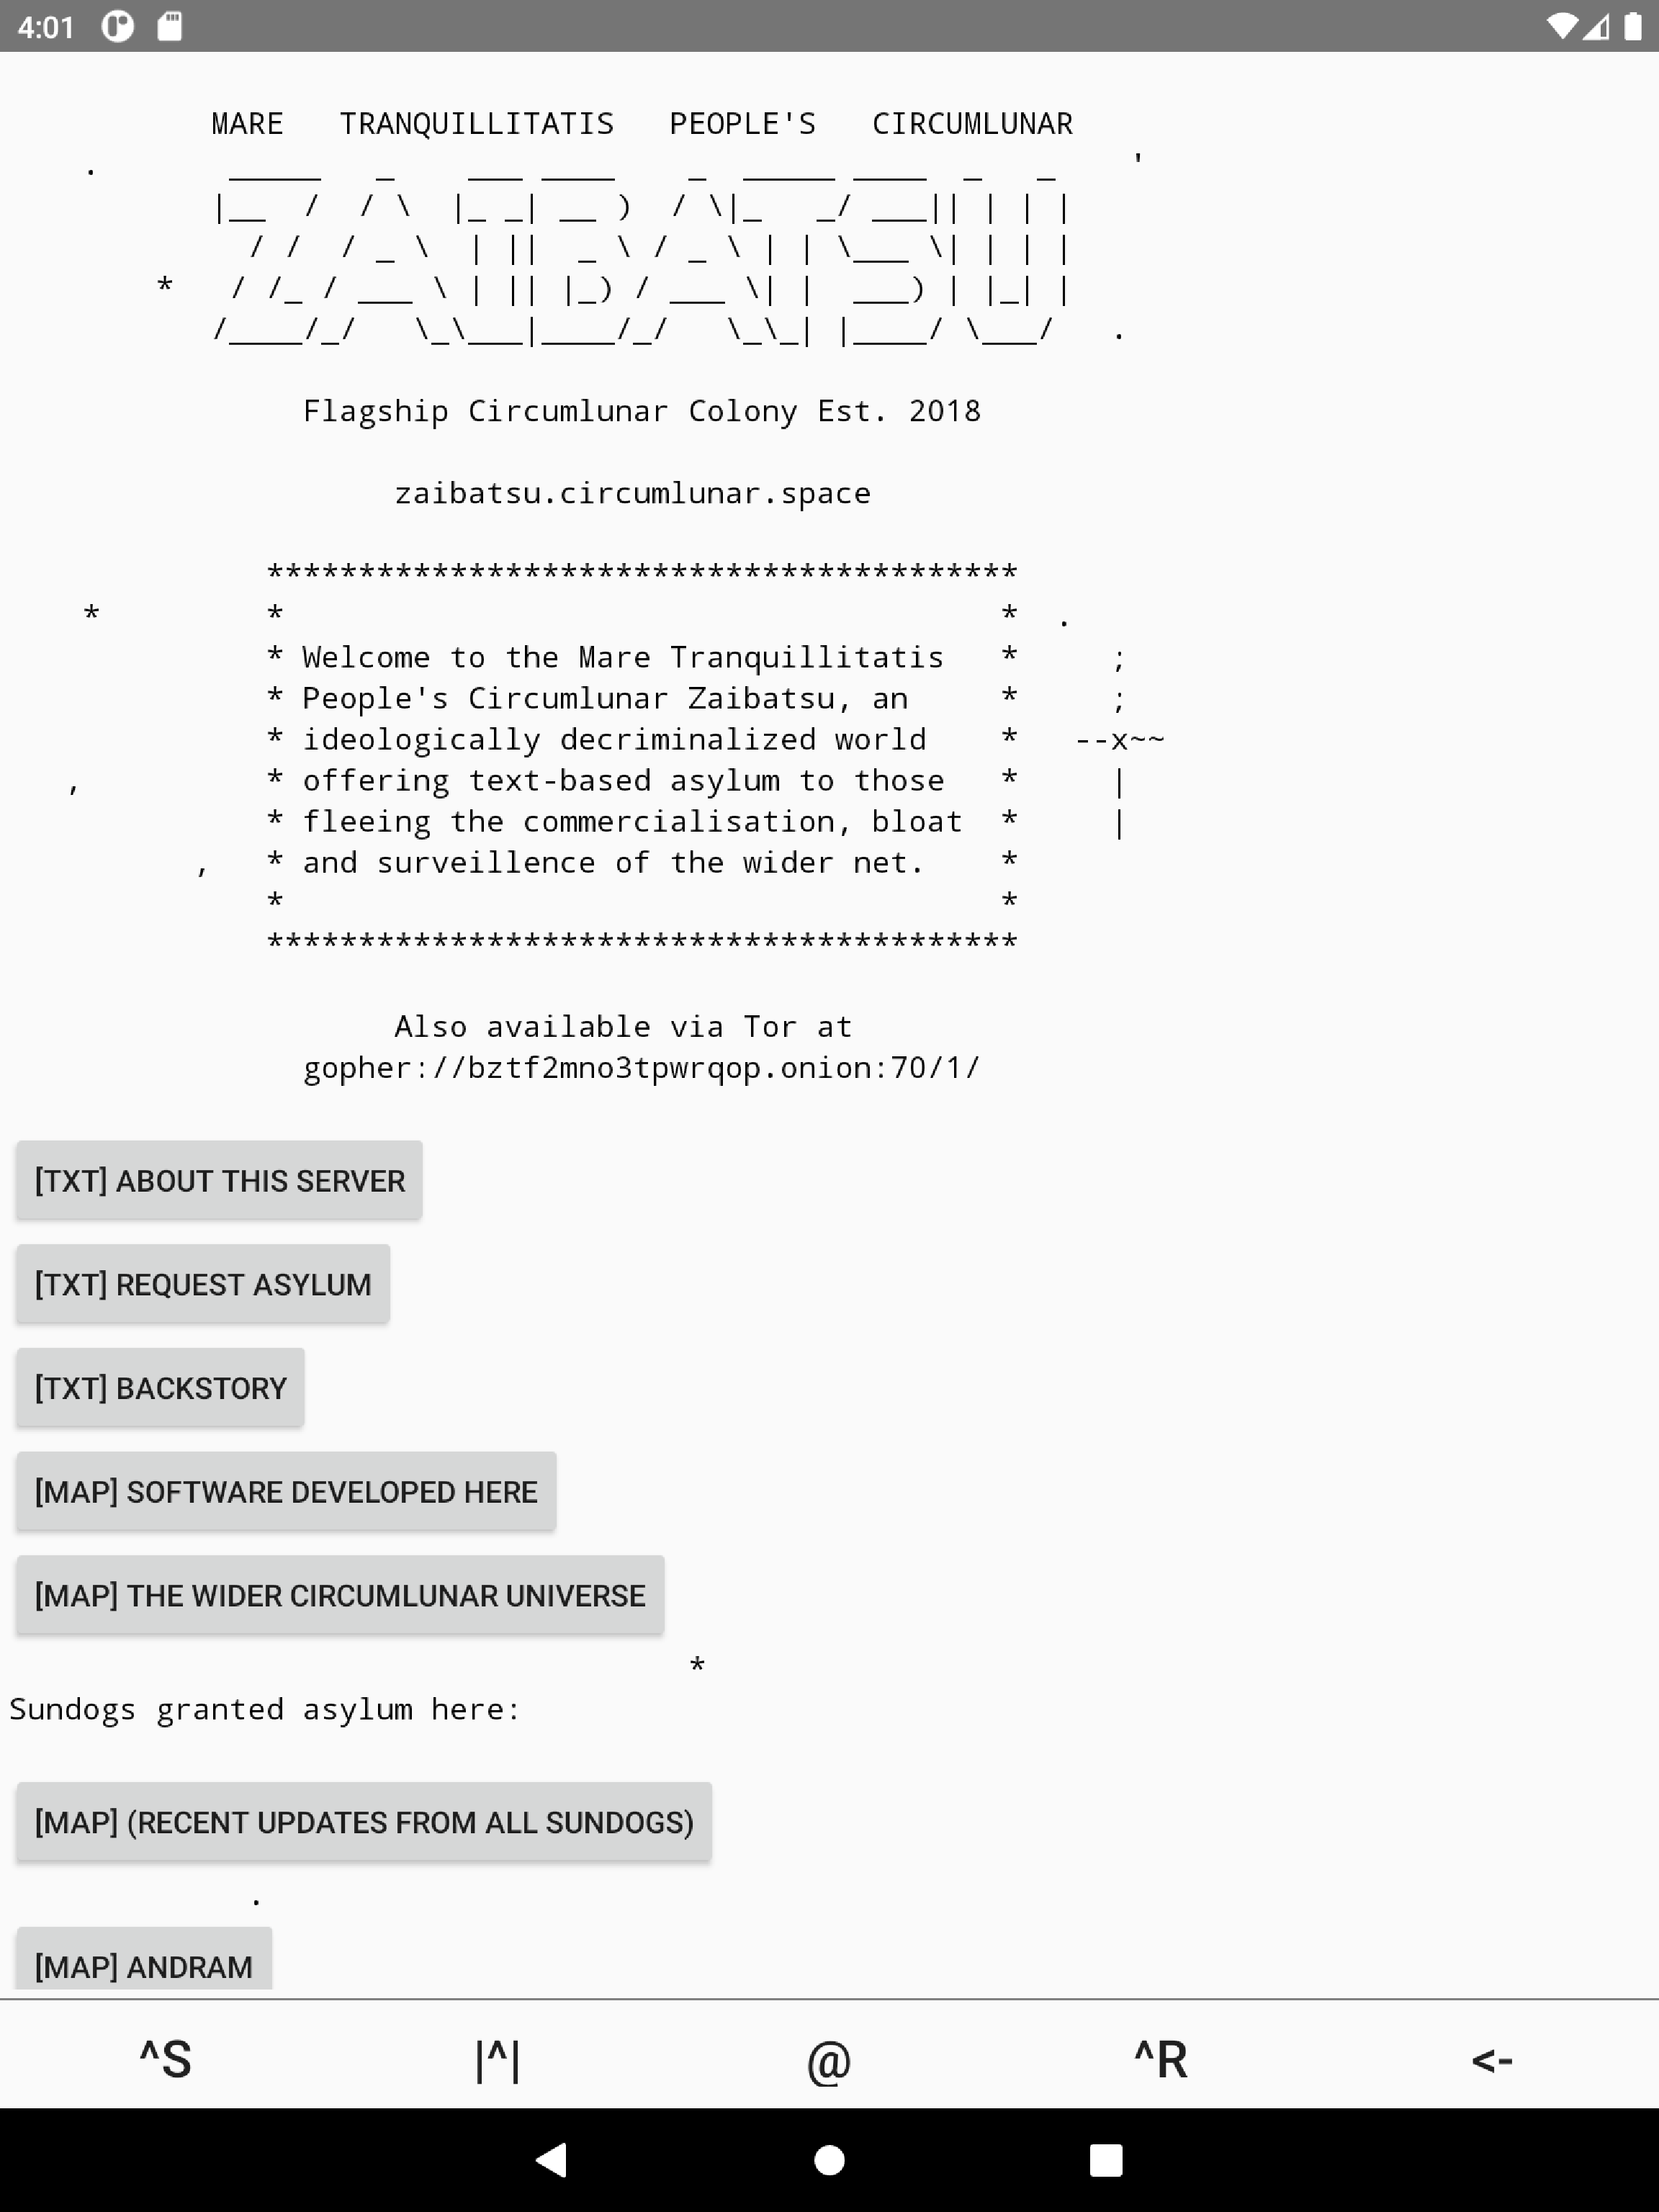 4:01
MARE   TRANQUILLITATIS   PEOPLE'S   CIRCUMLUNAR
ZAIBATSU
Flagship Circumlunar Colony Est. 2018
zaibatsu.circumlunar.space
*****************************************
* Welcome to the Mare Tranquillitatis   *
* People's Circumlunar Zaibatsu, an     *
* ideologically decriminalized world    *
* offering text-based asylum to those   *
* fleeing the commercialisation, bloat  *
* and surveillence of the wider net.    *
*****************************************
Also available via Tor at
gopher://bztf2mno3tpwrqop.onion:70/1/
[TXT] ABOUT THIS SERVER
[TXT] REQUEST ASYLUM
[TXT] BACKSTORY
[MAP] SOFTWARE DEVELOPED HERE
[MAP] THE WIDER CIRCUMLUNAR UNIVERSE
Sundogs granted asylum here:
[MAP] (RECENT UPDATES FROM ALL SUNDOGS)
[MAP] ANDRAM
^S |^| @ ^R <-